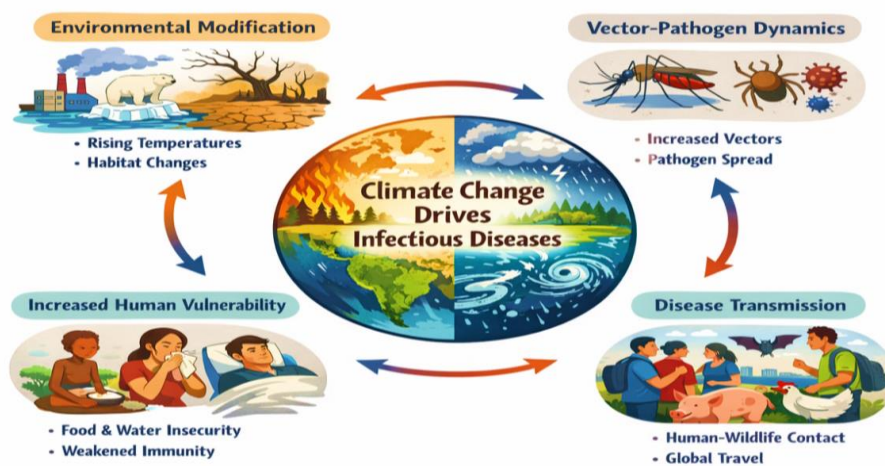 Environmental Modification
• Rising Temperatures
• Habitat Changes
Vector-Pathogen Dynamics
• Increased Vectors
• Pathogen Spread
Climate Change
Drives
Infectious Diseases
Increased Human Vulnerability
• Food & Water Insecurity
• Weakened Immunity
Disease Transmission
• Human-Wildlife Contact
• Global Travel